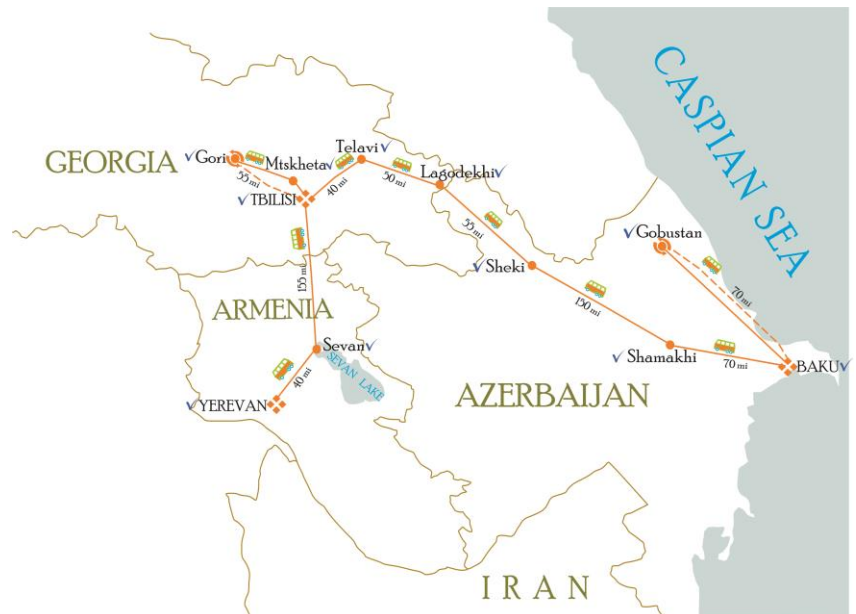 CASPIAN SEA
GEORGIA
Gori
Mtskheta
Telavi
55 mi
TBILISI
40 mi
50 mi
Lagodekhi
55 mi
Gobustan
Sheki
155 mi
70 mi
150 mi
ARMENIA
Sevan
SEVAN LAKE
40 mi
YEREVAN
Shamakhi
70 mi
BAKU
AZERBAIJAN
IRAN